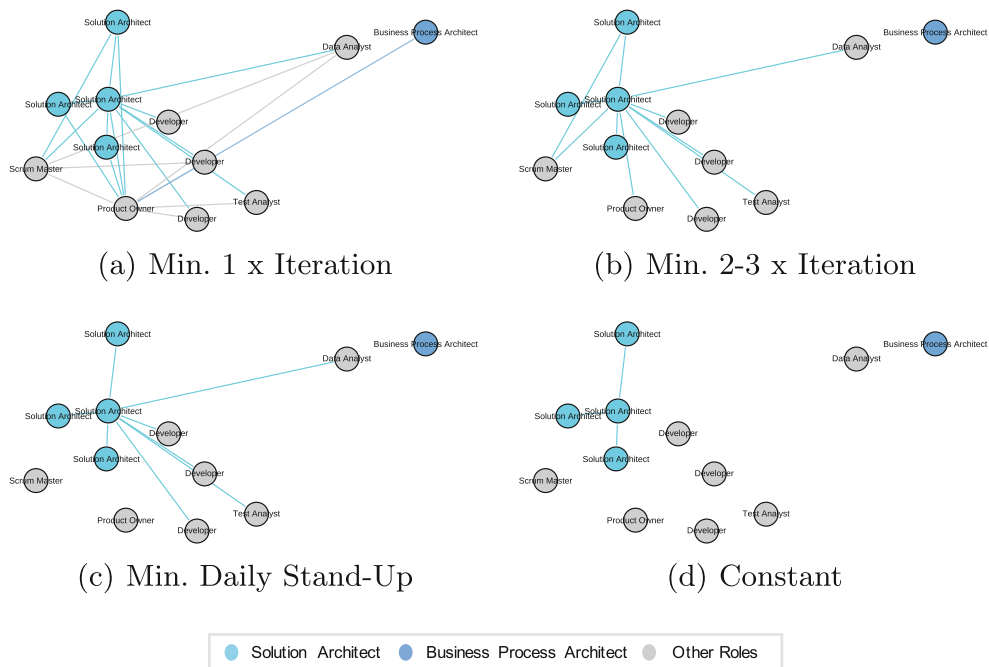 Solution Architect
Business Process Architect
Data Analyst
Solution Architect
Solution Architect
Developer
Solution Architect
Developer
Scrum Master
Product Owner
Test Analyst
Developer
(a) Min. 1 x Iteration
Solution Architect
Business Process Architect
Data Analyst
Solution Architect
Solution Architect
Developer
Solution Architect
Developer
Scrum Master
Product Owner
Test Analyst
Developer
(b) Min. 2-3 x Iteration
Solution Architect
Business Process Architect
Data Analyst
Solution Architect
Solution Architect
Developer
Solution Architect
Developer
Scrum Master
Product Owner
Test Analyst
Developer
(c) Min. Daily Stand-Up
Solution Architect
Business Process Architect
Data Analyst
Solution Architect
Solution Architect
Developer
Solution Architect
Developer
Scrum Master
Product Owner
Test Analyst
Developer
(d) Constant
Solution Architect Business Process Architect Other Roles